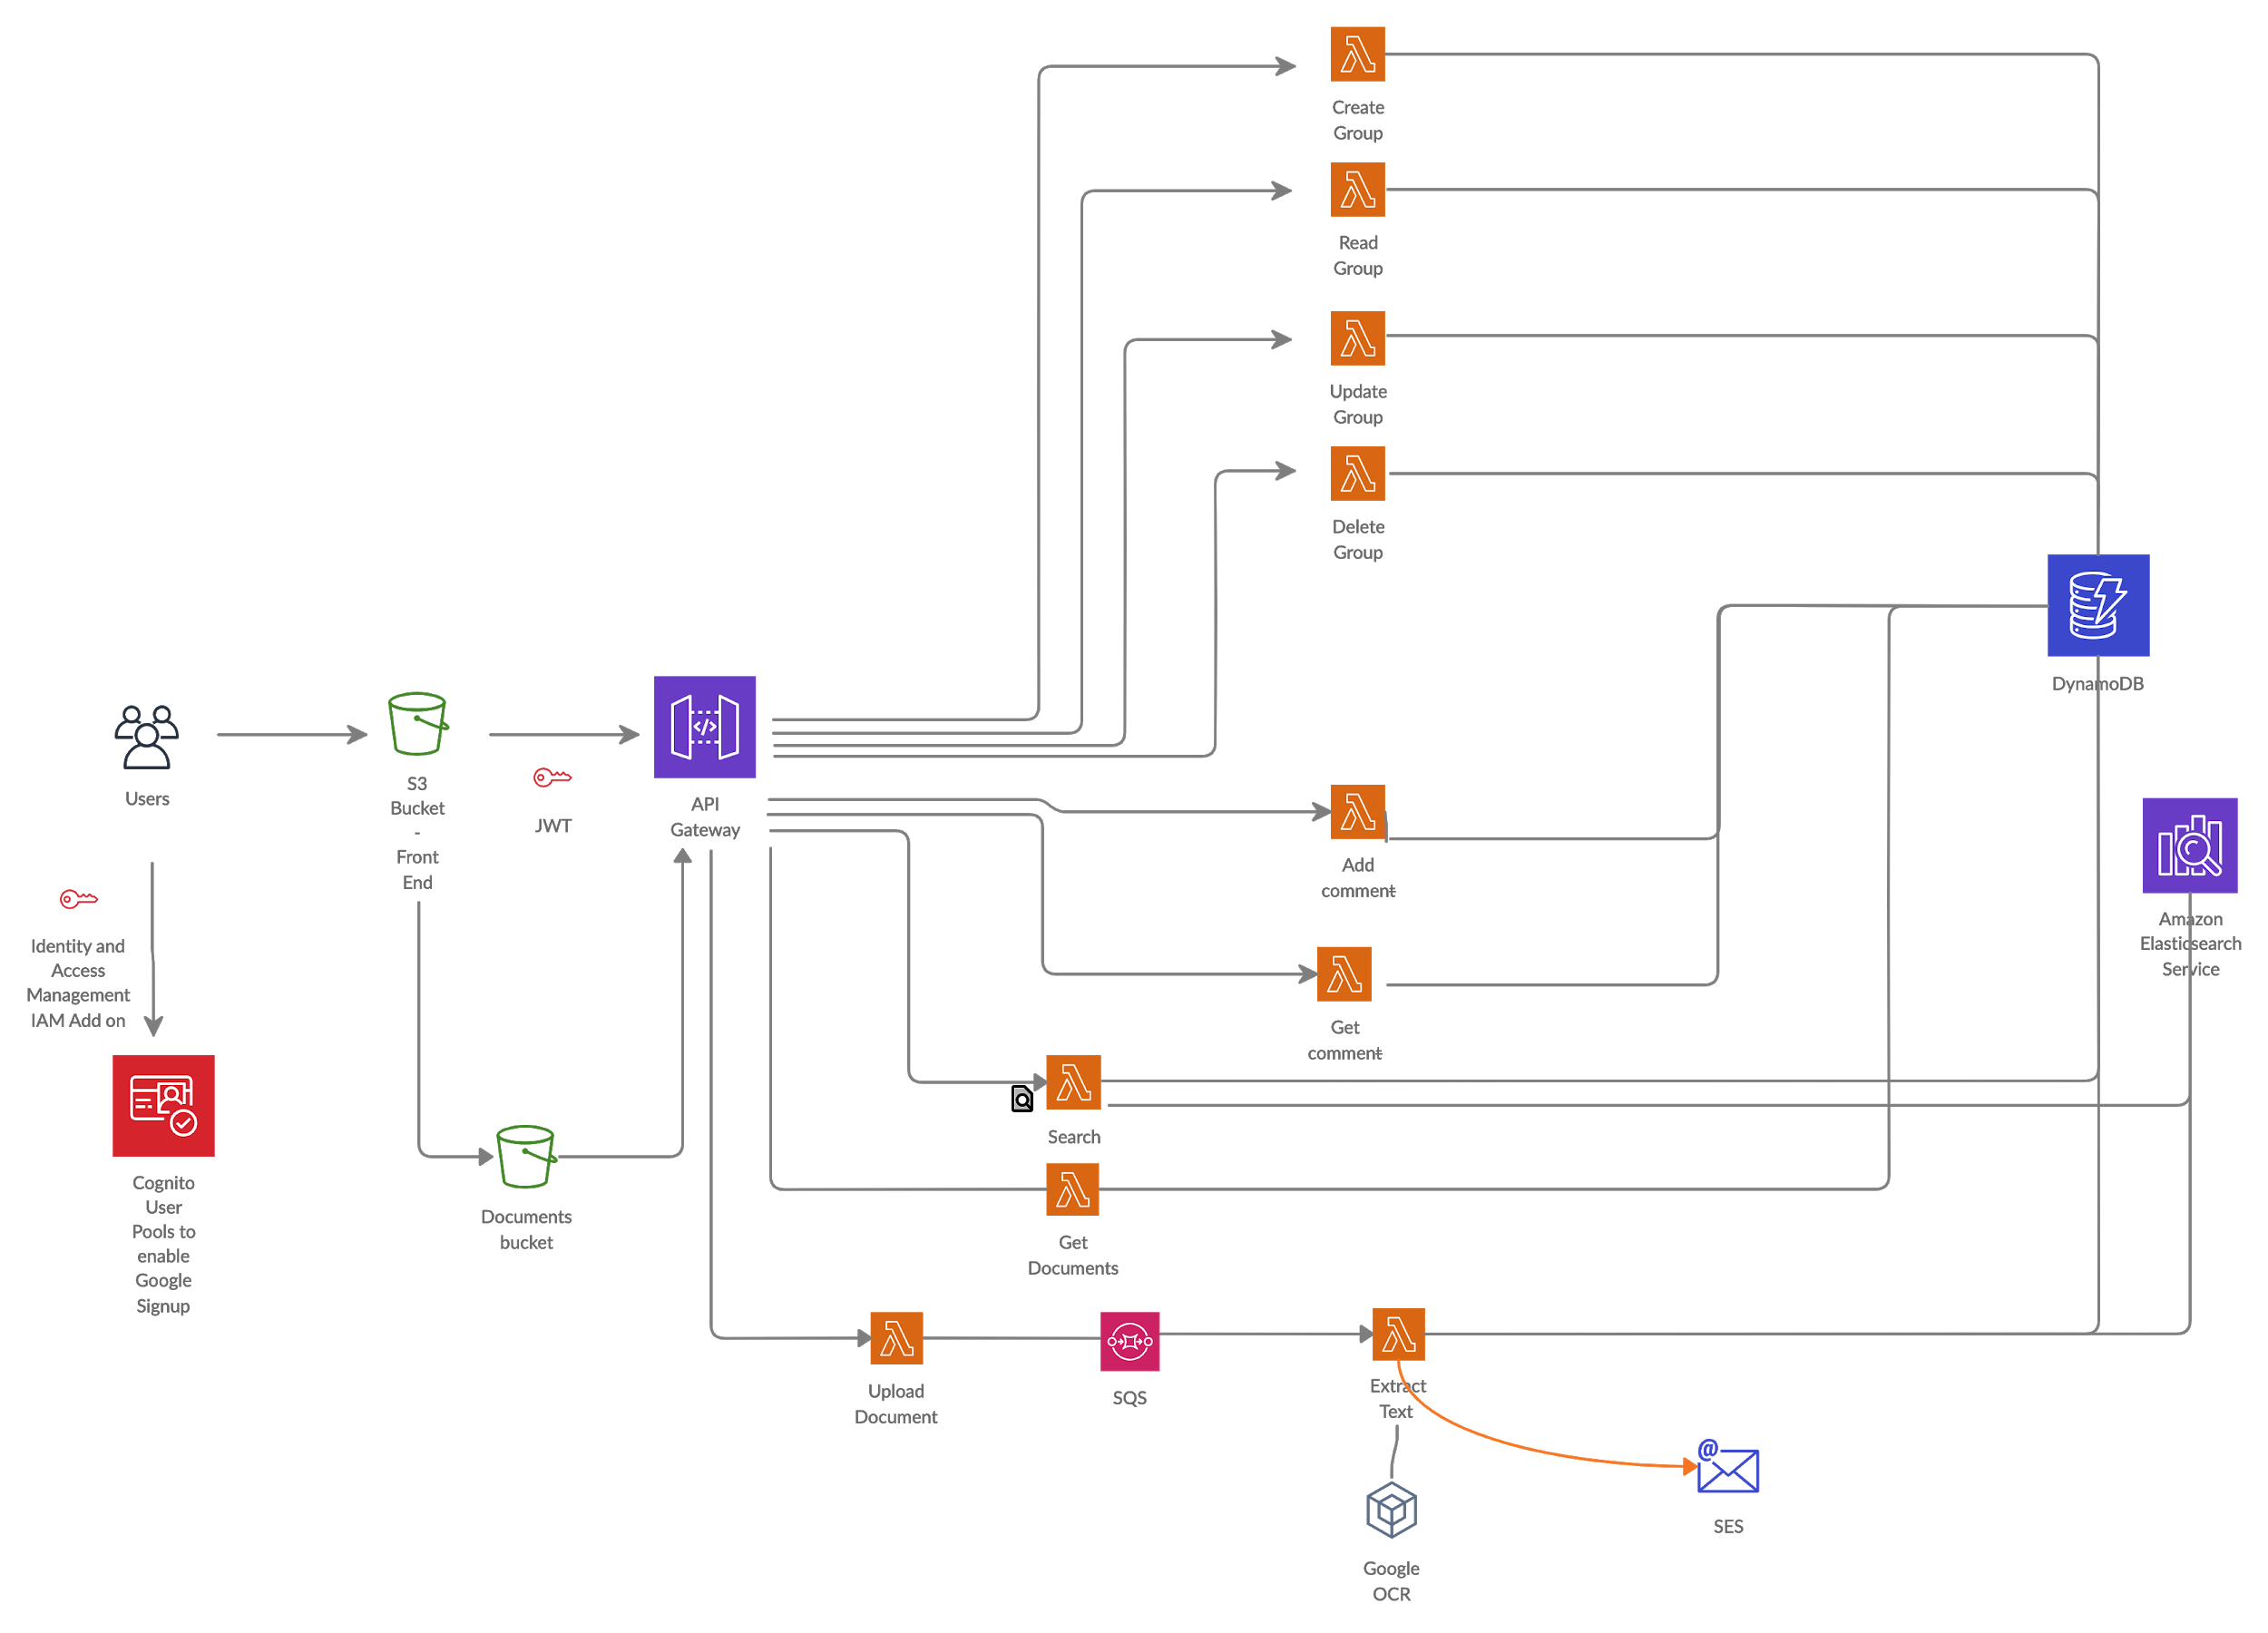 Create
Group
Read
Group
Update
Group
Delete
Group
DynamoDB
Users
S3
Bucket
-
Front
End
JWT
API
Gateway
Add
comment
Amazon
Elasticsearch
Service
Identity and
Access
Management
IAM Add on
Get
comment
Search
Cognito
User
Pools to
enable
Google
Signup
Documents
bucket
Get
Documents
Upload
Document
SQS
Extract
Text
@
SES
Google
OCR